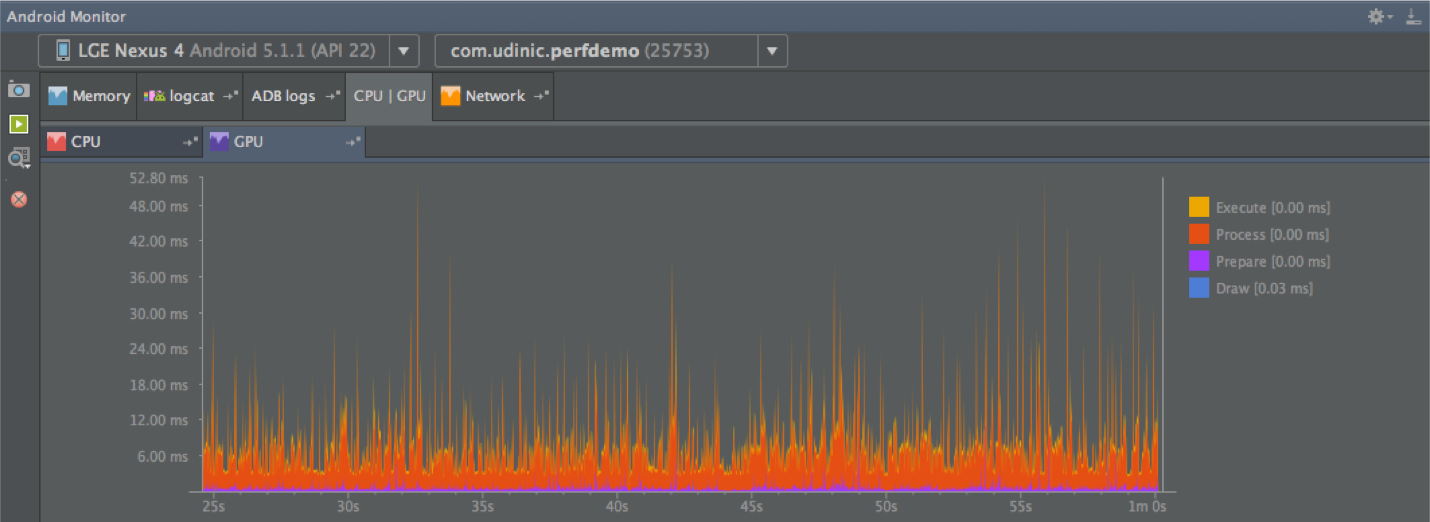 Android Monitor
LGE Nexus 4 Android 5.1.1 (API 22) com.udinic.perfdemo (25753)
Memory logcat ADB logs CPU | GPU Network
CPU GPU
52.80 ms
48.00 ms
42.00 ms
36.00 ms
30.00 ms
24.00 ms
18.00 ms
12.00 ms
6.00 ms
25s 30s 35s 40s 45s 50s 55s 1m 0s
Execute [0.00 ms]
Process [0.00 ms]
Prepare [0.00 ms]
Draw [0.03 ms]